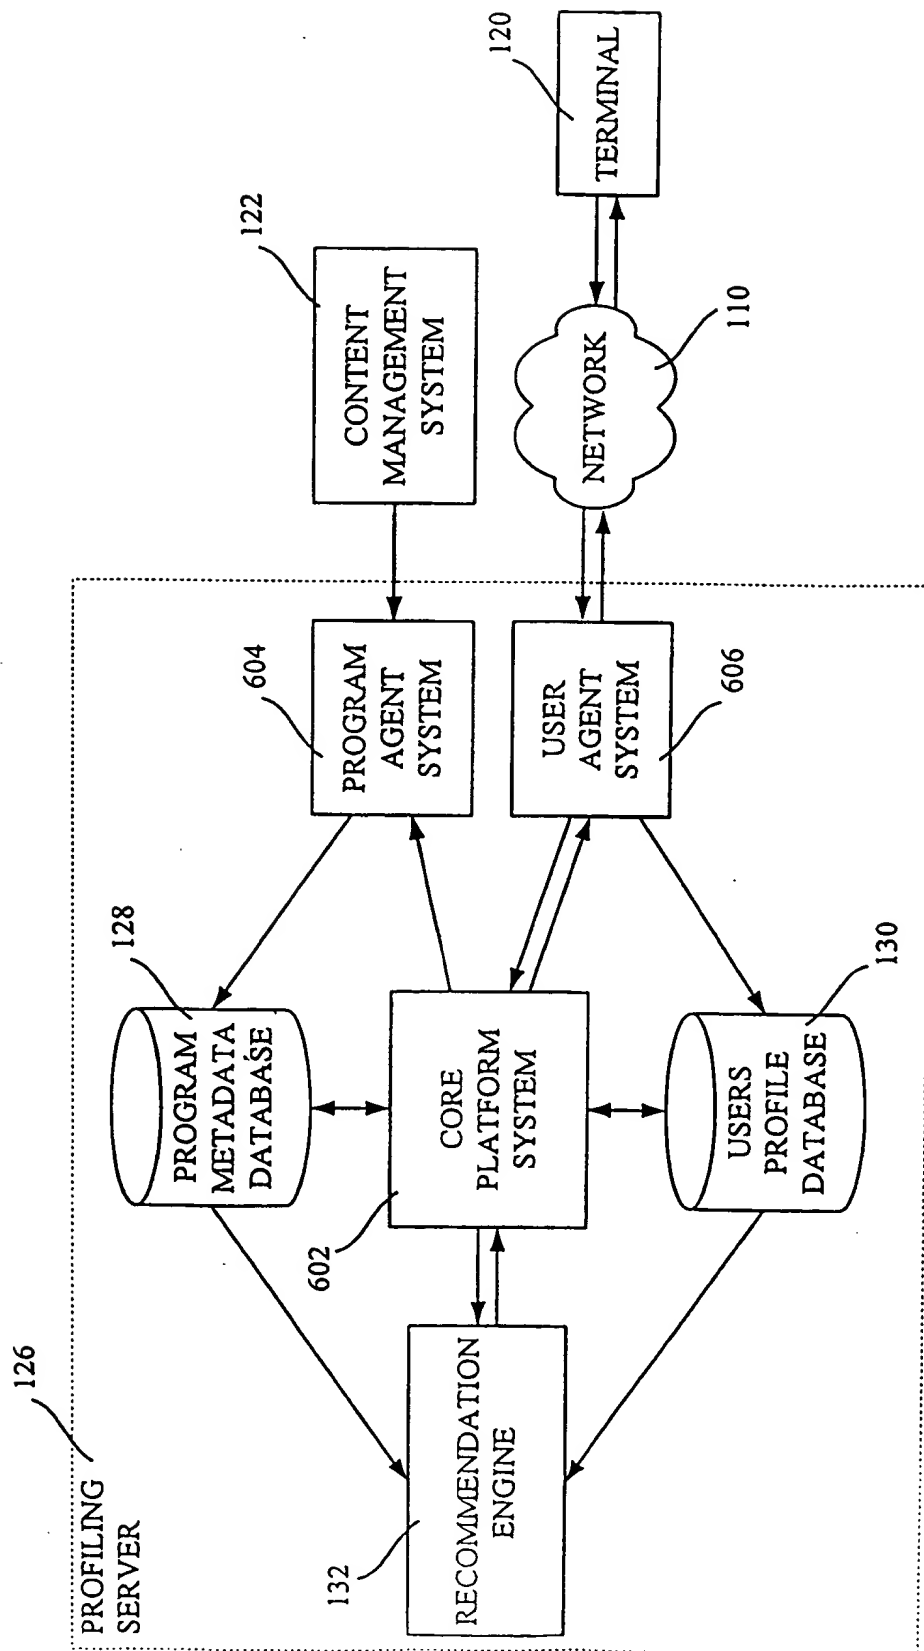 PROFILING
SERVER
126
RECOMMENDATION
ENGINE
132
PROGRAM
METADATA
DATABASE
128
CORE
PLATFORM
SYSTEM
602
USERS
PROFILE
DATABASE
130
PROGRAM
AGENT
SYSTEM
604
USER
AGENT
SYSTEM
606
CONTENT
MANAGEMENT
SYSTEM
122
NETWORK
110
TERMINAL
120